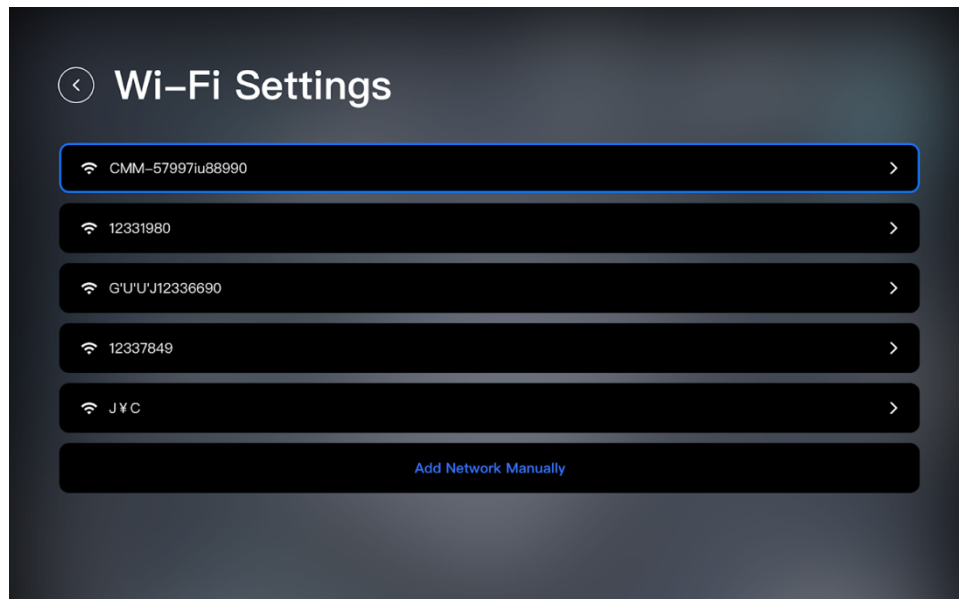 Wi-Fi Settings
CMM-57997iu88990
12331980
G'U'U'J12336690
12337849
J¥C
Add Network Manually